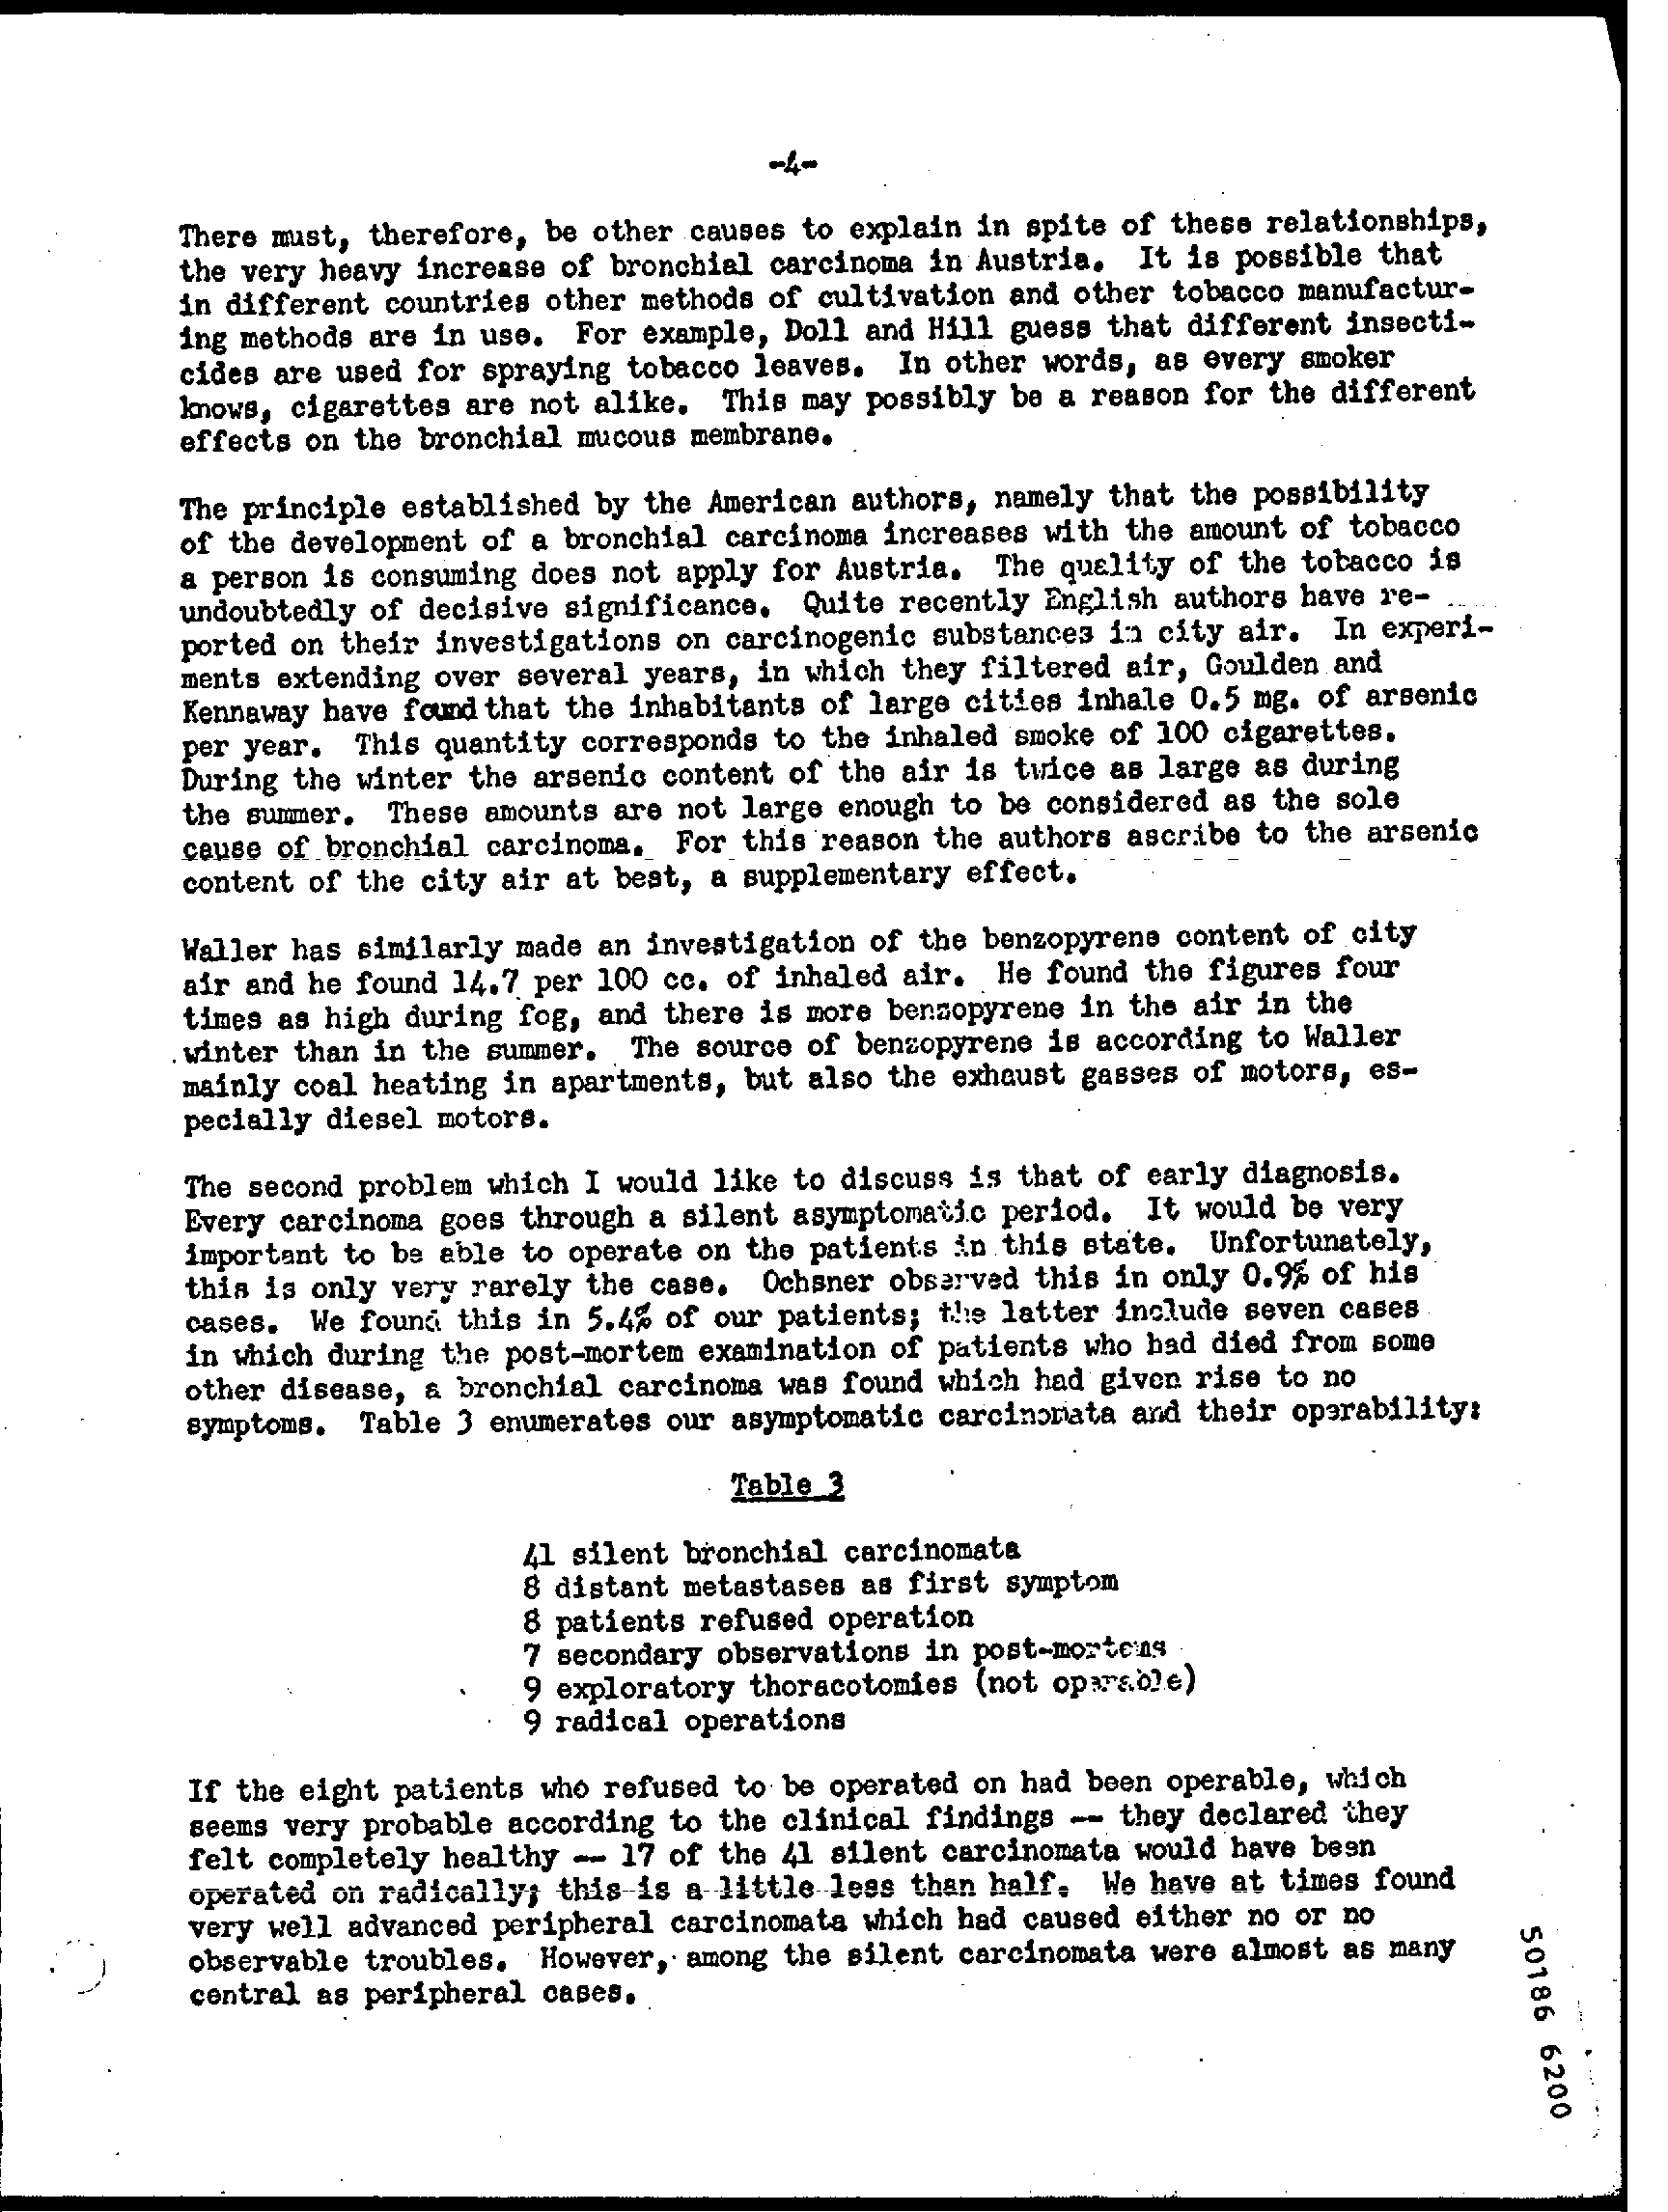 -4-
There must, therefore, be other causes to explain in spite of these relationships,
the very heavy increase of bronchial carcinoma in Austria. It is possible that
in different countries other methods of cultivation and other tobacco manufactur-
ing methods are in use. For example, Doll and Hill guess that different insecti-
cides are used for spraying tobacco leaves. In other words, as every smoker
knows, cigarettes are not alike. This may possibly be a reason for the different
effects on the bronchial mucous membrane.
The principle established by the American authors, namely that the possibility
of the development of a bronchial carcinoma increases with the amount of tobacco
a person is consuming does not apply for Austria. The quality of the tobacco is
undoubtedly of decisive significance. Quite recently English authors have re-
ported on their investigations on carcinogenic substances in city air. In experi-
ments extending over several years, in which they filtered air, Goulden and
Kennaway have found that the inhabitants of large cities inhale 0.5 mg. of arsenic
per year. This quantity corresponds to the inhaled smoke of 100 cigarettes.
During the winter the arsenic content of the air is twice as large as during
the summer. These amounts are not large enough to be considered as the sole
cause of bronchial carcinoma. For this reason the authors ascribe to the arsenic
content of the city air at best, a supplementary effect.
Waller has similarly made an investigation of the benzopyrene content of city
air and he found 14.7 per 100 cc. of inhaled air. He found the figures four
times as high during fog, and there is more benzopyrene in the air in the
winter than in the summer. The source of benzopyrene is according to Waller
mainly coal heating in apartments, but also the exhaust gasses of motors, es-
pecially diesel motors.
The second problem which I would like to discuss is that of early diagnosis.
Every carcinoma goes through a silent asymptomatic period. It would be very
important to be able to operate on the patients in this state. Unfortunately,
this is only very rarely the case. Ochsner observed this in only 0.9% of his
cases. We found this in 5.4% of our patients; the latter include seven cases
in which during the post-mortem examination of patients who had died from some
other disease, a bronchial carcinoma was found which had given rise to no
symptoms. Table 3 enumerates our asymptomatic carcinomata and their operability:
Table 3
41 silent bronchial carcinomata
8 distant metastases as first symptom
8 patients refused operation
7 secondary observations in post-mortems
9 exploratory thoracotomies (not operable)
9 radical operations
If the eight patients who refused to be operated on had been operable, which
seems very probable according to the clinical findings -- they declared they
felt completely healthy -- 17 of the 41 silent carcinomata would have been
operated on radically; this is a little less than half. We have at times found
very well advanced peripheral carcinomata which had caused either no or no
observable troubles. However, among the silent carcinomata were almost as many
central as peripheral cases.
50186 6200